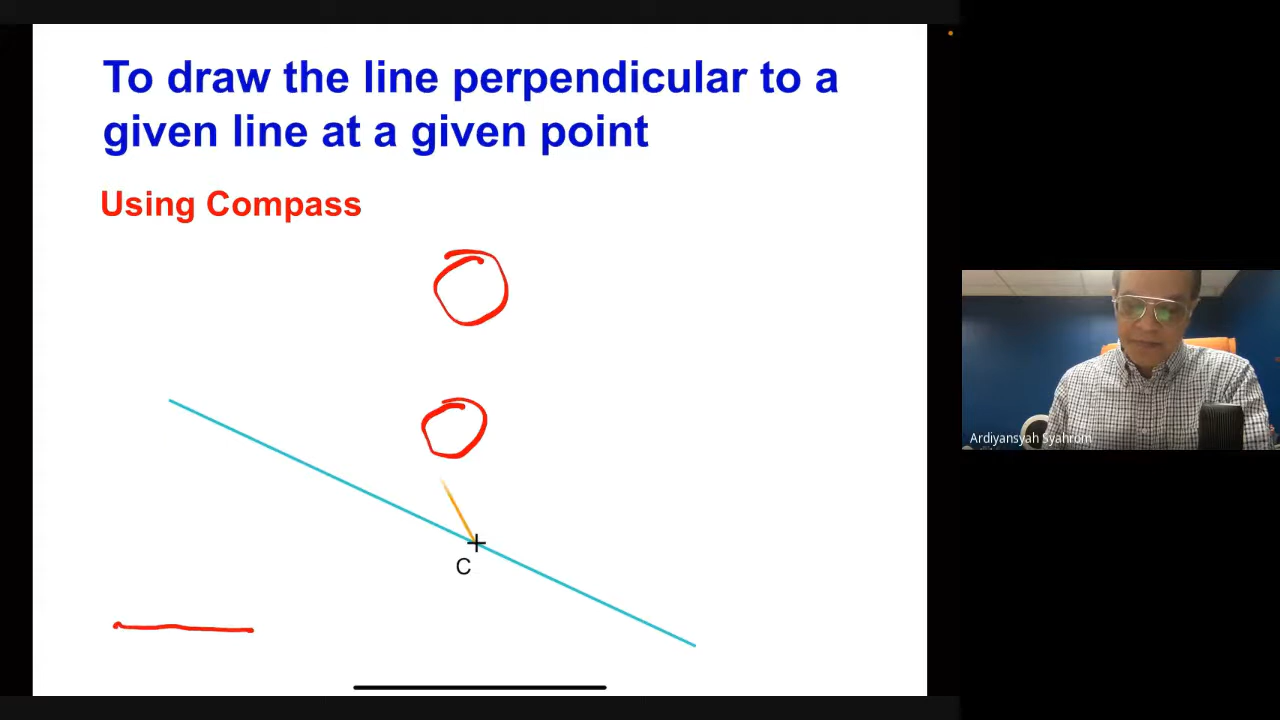 To draw the line perpendicular to a
given line at a given point
Using Compass
C
Ardiyansyah Syahrom